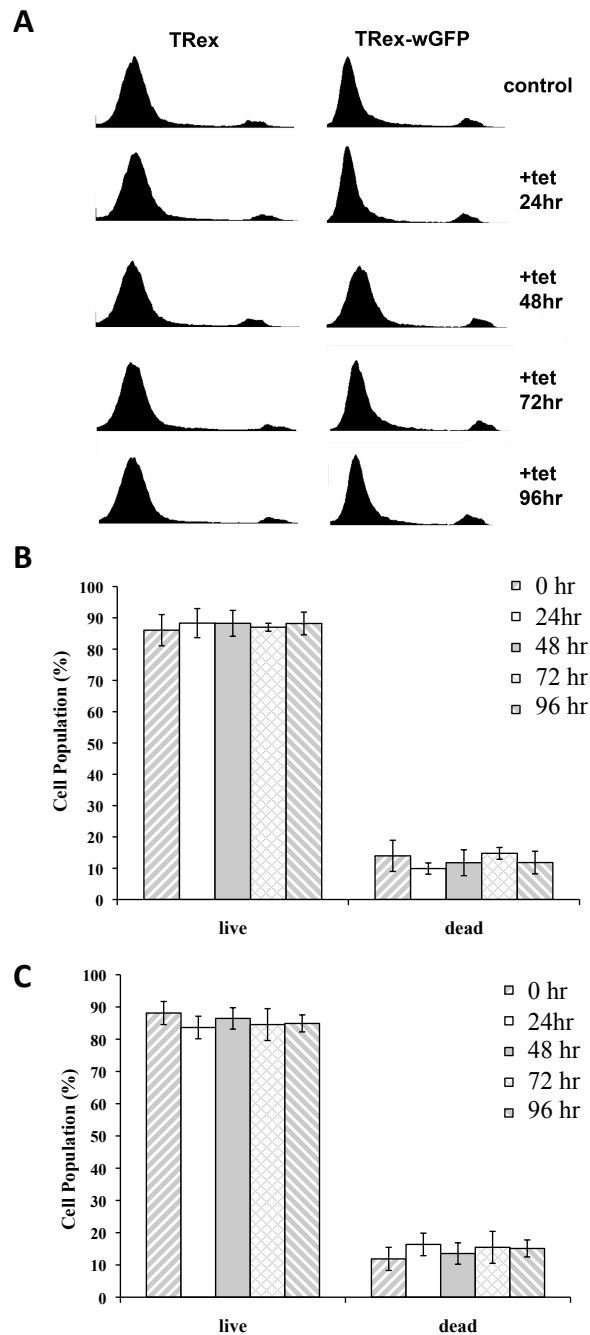 A
TRex TRex-wGFP
control
+tet
24hr
+tet
48hr
+tet
72hr
+tet
96hr
B
100
90
80
70
60
50
40
30
20
10
0
Cell Population (%)
live dead
0 hr
24hr
48 hr
72 hr
96 hr
C
100
90
80
70
60
50
40
30
20
10
0
Cell Population (%)
live dead
0 hr
24hr
48 hr
72 hr
96 hr